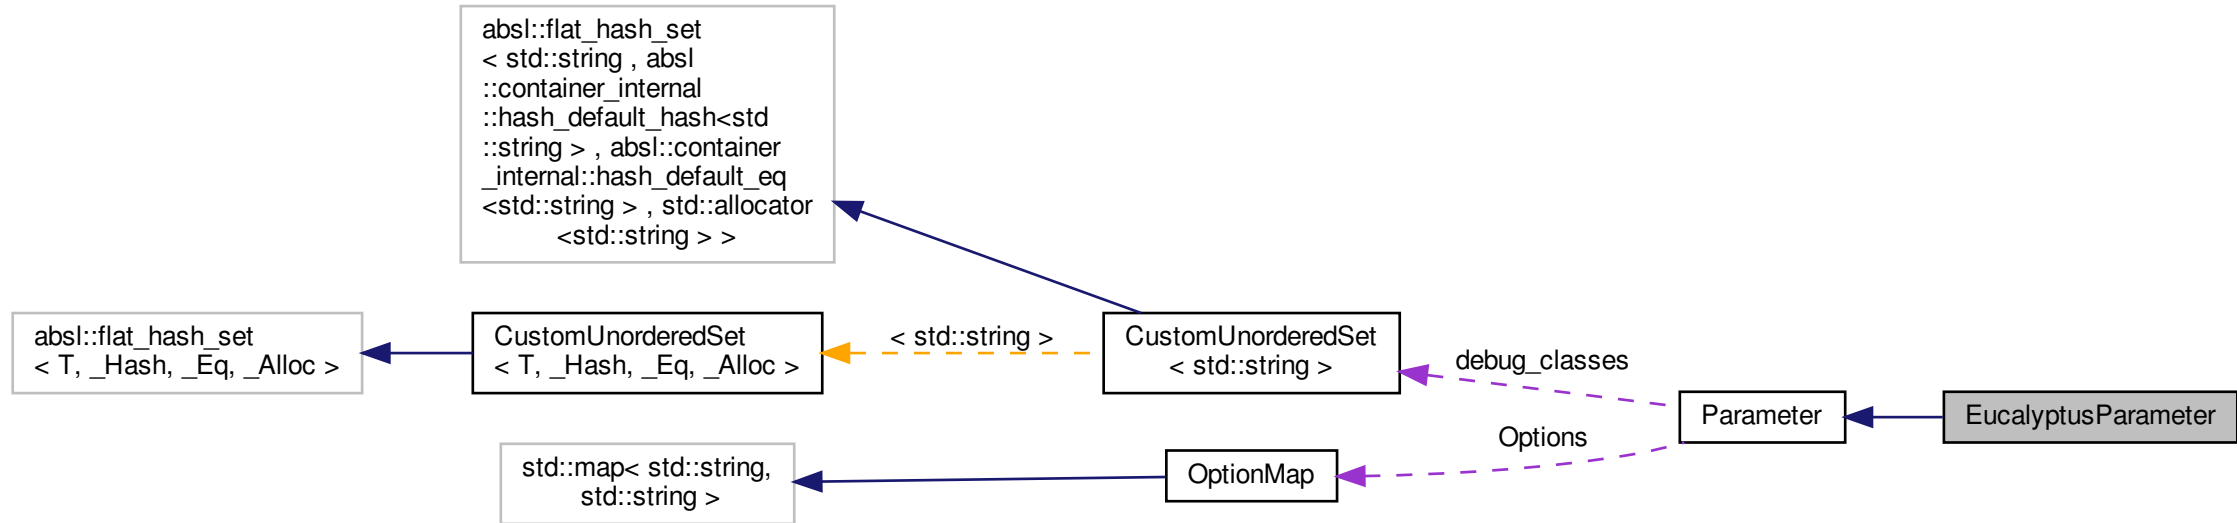 absl::flat_hash_set
< std::string , absl
::container_internal
::hash_default_hash<std
::string > , absl::container
_internal::hash_default_eq
<std::string > , std::allocator
<std::string > >
absl::flat_hash_set
< T, _Hash, _Eq, _Alloc >
CustomUnorderedSet
< T, _Hash, _Eq, _Alloc >
< std::string >
CustomUnorderedSet
< std::string >
debug_classes
Parameter
EucalyptusParameter
Options
std::map< std::string,
std::string >
OptionMap